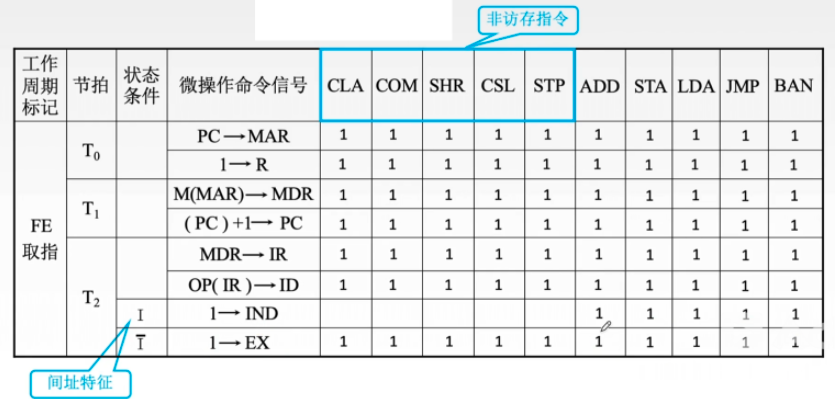 非访存指令
工作周期标记 节拍 状态条件 微操作命令信号 CLA COM SHR CSL STP ADD STA LDA JMP BAN
FE 取指 T₀ PC→MAR 1 1 1 1 1 1 1 1 1 1
1→R 1 1 1 1 1 1 1 1 1 1
T₁ M(MAR)→MDR 1 1 1 1 1 1 1 1 1 1
(PC)+1→PC 1 1 1 1 1 1 1 1 1 1
T₂ MDR→IR 1 1 1 1 1 1 1 1 1 1
OP(IR)→ID 1 1 1 1 1 1 1 1 1 1
I 1→IND 1 1 1 1 1
Ī 1→EX 1 1 1 1 1 1 1 1 1 1
间址特征